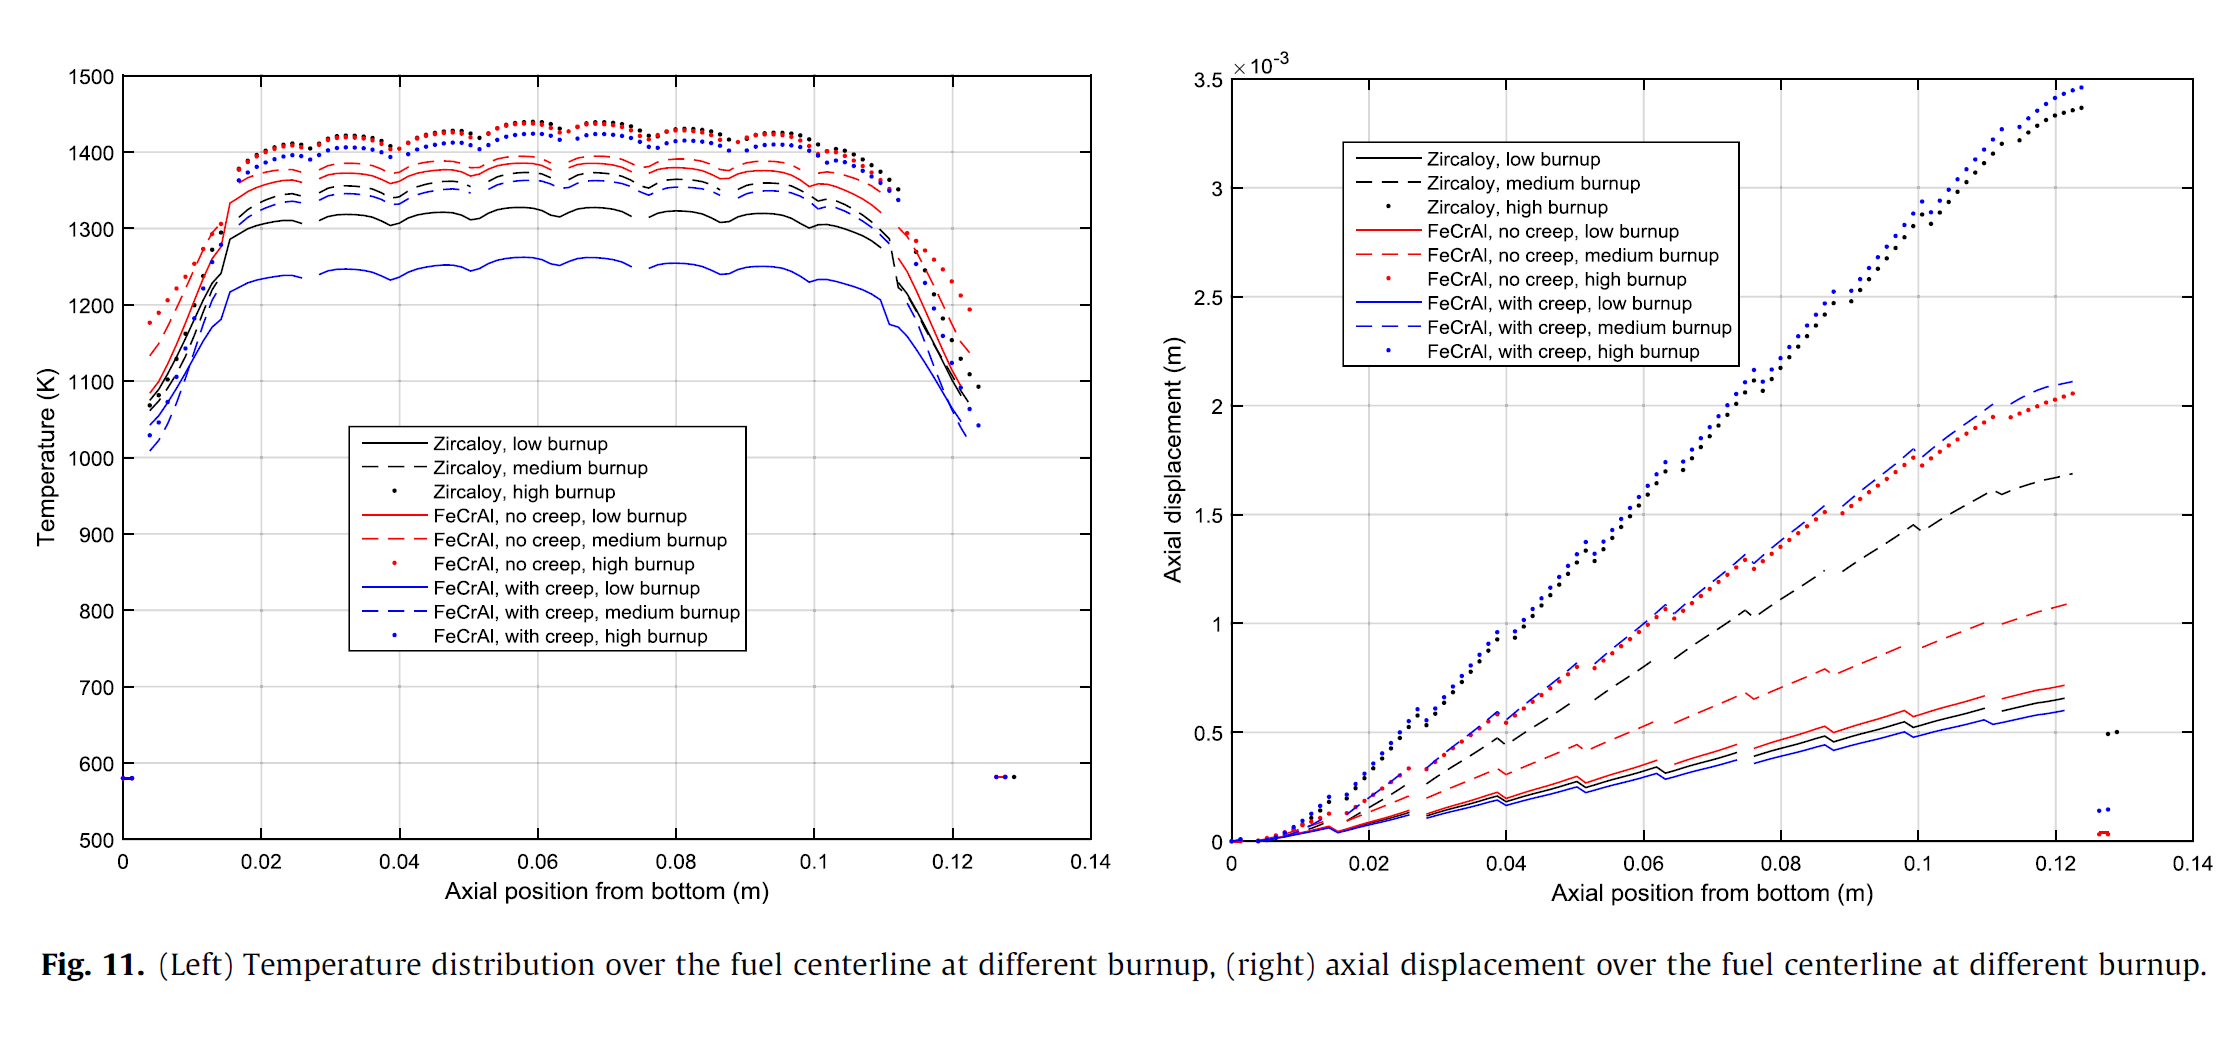 1500
1400
1300
1200
1100
1000
900
800
700
600
500
Temperature (K)
Zircaloy, low burnup
Zircaloy, medium burnup
Zircaloy, high burnup
FeCrAl, no creep, low burnup
FeCrAl, no creep, medium burnup
FeCrAl, no creep, high burnup
FeCrAl, with creep, low burnup
FeCrAl, with creep, medium burnup
FeCrAl, with creep, high burnup
0 0.02 0.04 0.06 0.08 0.1 0.12 0.14
Axial position from bottom (m)
×10-3
3.5
3
2.5
2
1.5
1
0.5
0
Axial displacement (m)
Zircaloy, low burnup
Zircaloy, medium burnup
Zircaloy, high burnup
FeCrAl, no creep, low burnup
FeCrAl, no creep, medium burnup
FeCrAl, no creep, high burnup
FeCrAl, with creep, low burnup
FeCrAl, with creep, medium burnup
FeCrAl, with creep, high burnup
0 0.02 0.04 0.06 0.08 0.1 0.12 0.14
Axial position from bottom (m)
Fig. 11. (Left) Temperature distribution over the fuel centerline at different burnup, (right) axial displacement over the fuel centerline at different burnup.